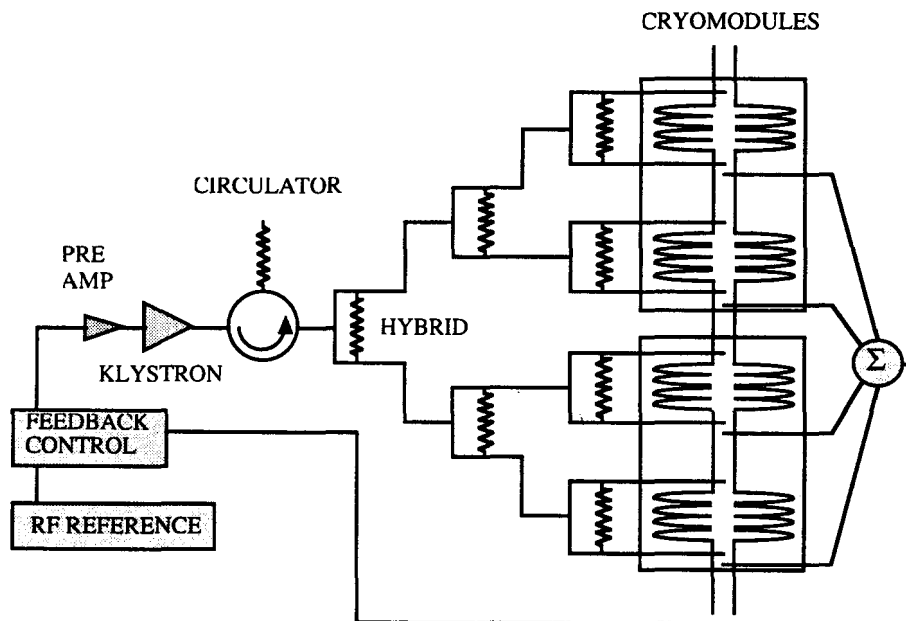 CRYOMODULES
CIRCULATOR
PRE
AMP
HYBRID
KLYSTRON
Σ
FEEDBACK
CONTROL
RF REFERENCE